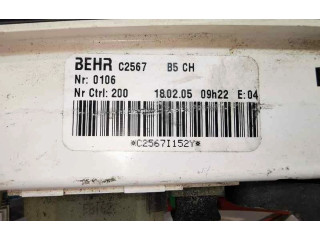 BEHR C2567 B5 CH
Nr: 0106
Nr Ctrl: 200 18.02.05 09h22 E:04
*C2567I152Y*